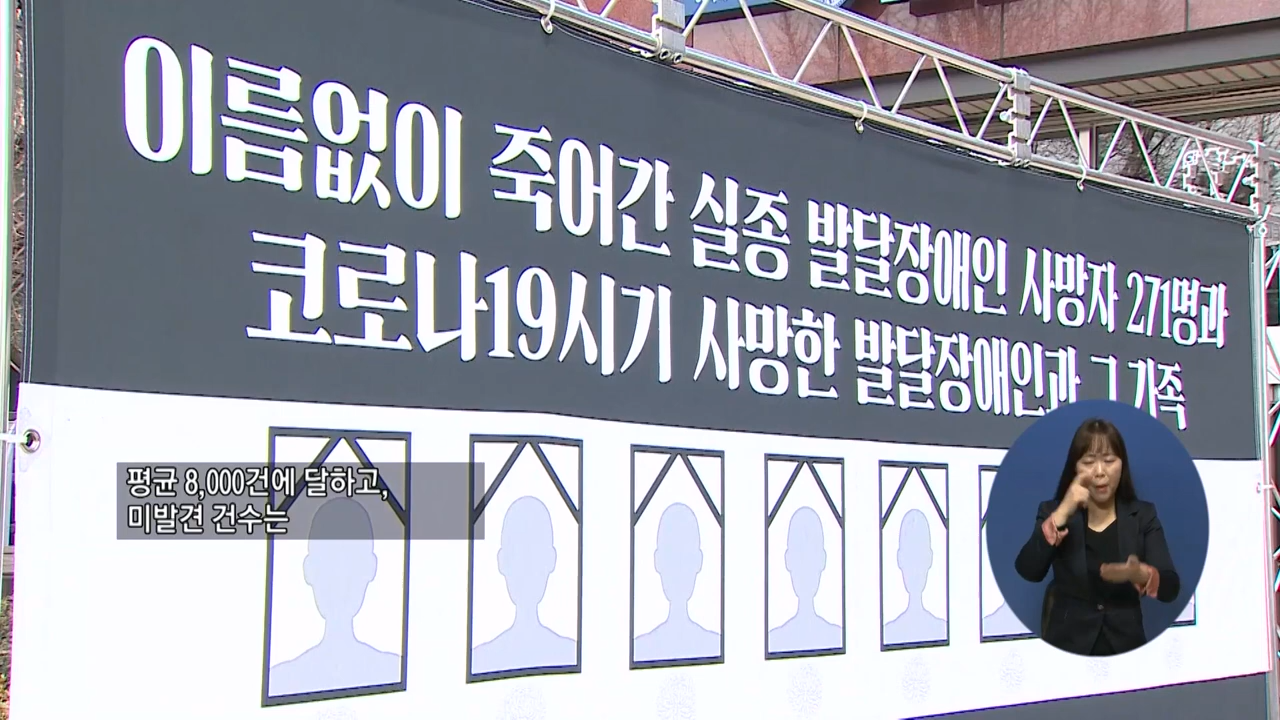 이름없이 죽어간 실종 발달장애인 사망자 271명과
코로나19시기 사망한 발달장애인과 그 가족
평균 8,000건에 달하고,
미발견 건수는